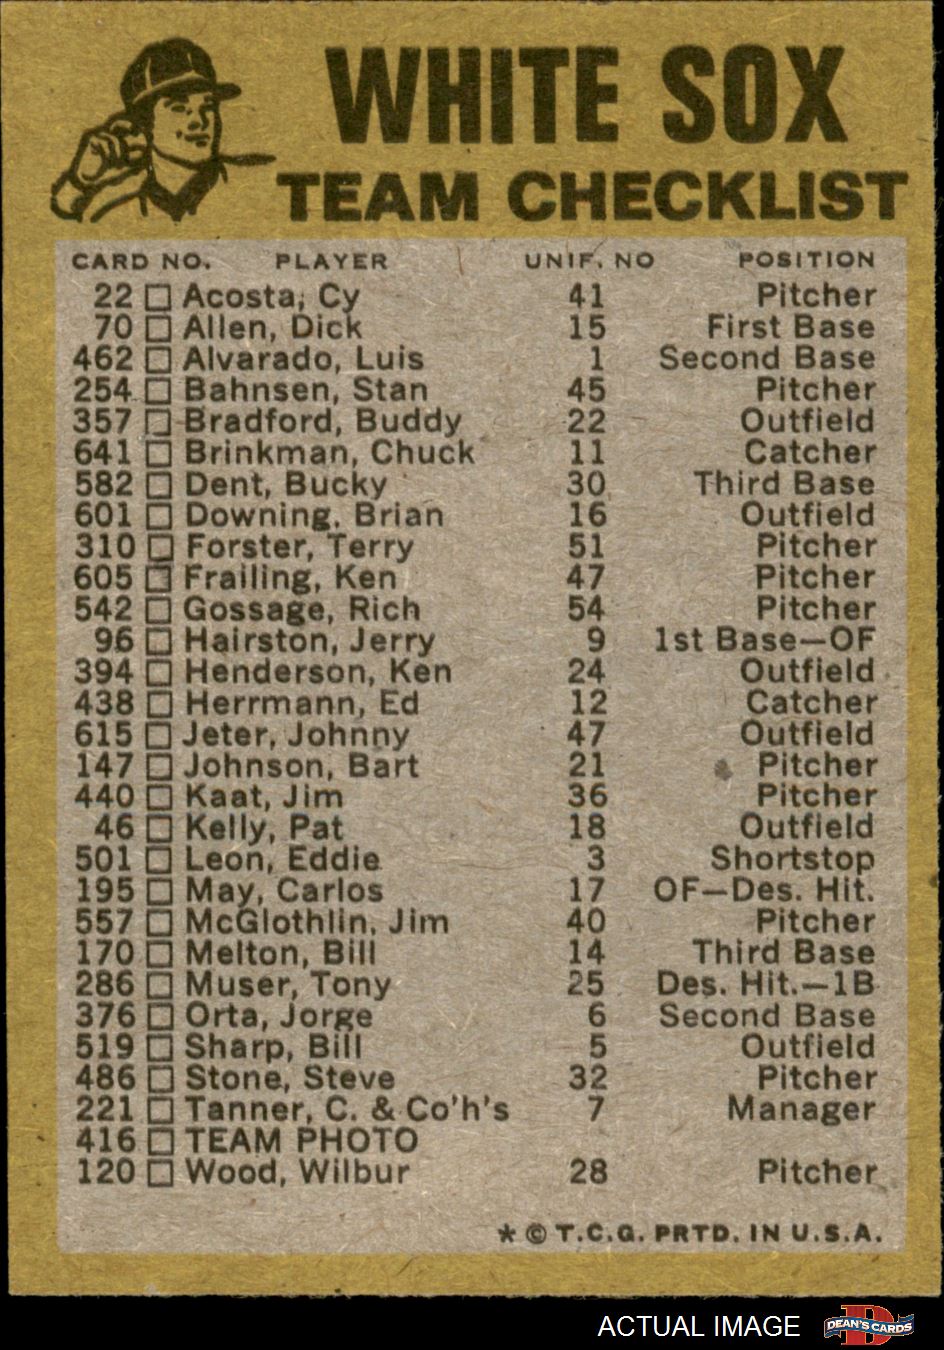 WHITE SOX
TEAM CHECKLIST
CARD NO. PLAYER UNIF. NO POSITION
22 □ Acosta, Cy 41 Pitcher
70 □ Allen, Dick 15 First Base
462 □ Alvarado, Luis 1 Second Base
254 □ Bahnsen, Stan 45 Pitcher
357 □ Bradford, Buddy 22 Outfield
641 □ Brinkman, Chuck 11 Catcher
582 □ Dent, Bucky 30 Third Base
601 □ Downing, Brian 16 Outfield
310 □ Forster, Terry 51 Pitcher
605 □ Frailing, Ken 47 Pitcher
542 □ Gossage, Rich 54 Pitcher
96 □ Hairston, Jerry 9 1st Base—OF
394 □ Henderson, Ken 24 Outfield
438 □ Herrmann, Ed 12 Catcher
615 □ Jeter, Johnny 47 Outfield
147 □ Johnson, Bart 21 Pitcher
440 □ Kaat, Jim 36 Pitcher
46 □ Kelly, Pat 18 Outfield
501 □ Leon, Eddie 3 Shortstop
195 □ May, Carlos 17 OF—Des. Hit.
557 □ McGlothlin, Jim 40 Pitcher
170 □ Melton, Bill 14 Third Base
286 □ Muser, Tony 25 Des. Hit.—1B
376 □ Orta, Jorge 6 Second Base
519 □ Sharp, Bill 5 Outfield
486 □ Stone, Steve 32 Pitcher
221 □ Tanner, C. & Co'h's 7 Manager
416 □ TEAM PHOTO
120 □ Wood, Wilbur 28 Pitcher
* © T.C.G. PRTD. IN U.S.A.
ACTUAL IMAGE DEAN'S CARDS